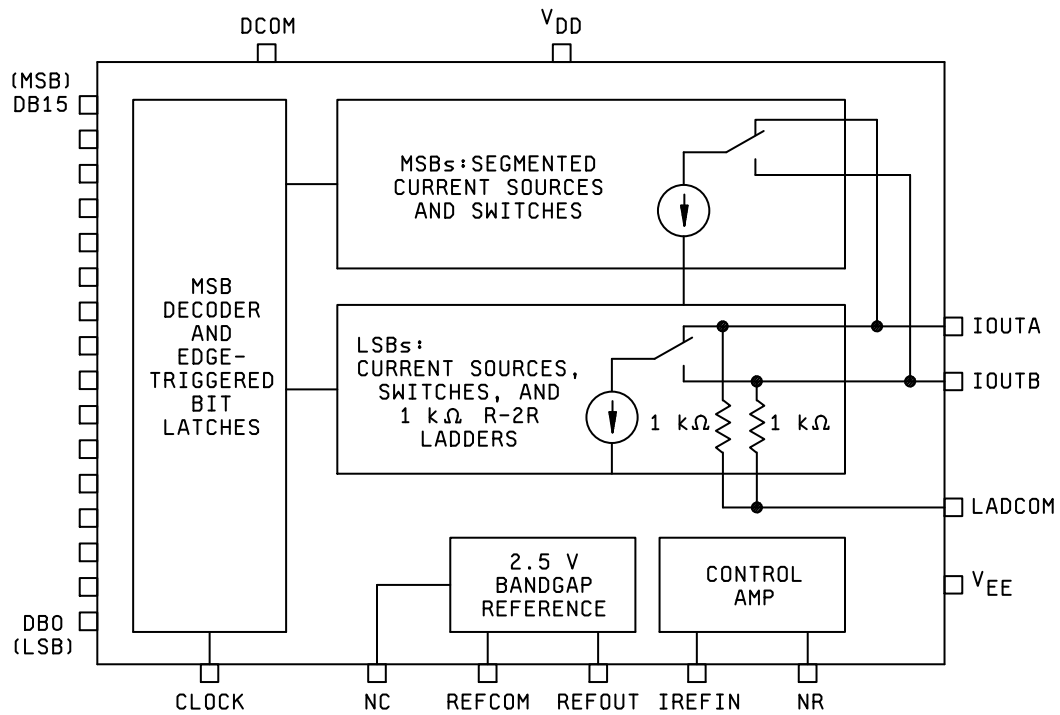 DCOM
VDD
(MSB)
DB15
MSBs:SEGMENTED
CURRENT SOURCES
AND SWITCHES
MSB
DECODER
AND
EDGE-
TRIGGERED
BIT
LATCHES
LSBs:
CURRENT SOURCES,
SWITCHES, AND
1 kΩ R-2R
LADDERS
1 kΩ
1 kΩ
IOUTA
IOUTB
LADCOM
2.5 V
BANDGAP
REFERENCE
CONTROL
AMP
VEE
DB0
(LSB)
CLOCK
NC
REFCOM
REFOUT
IREFIN
NR